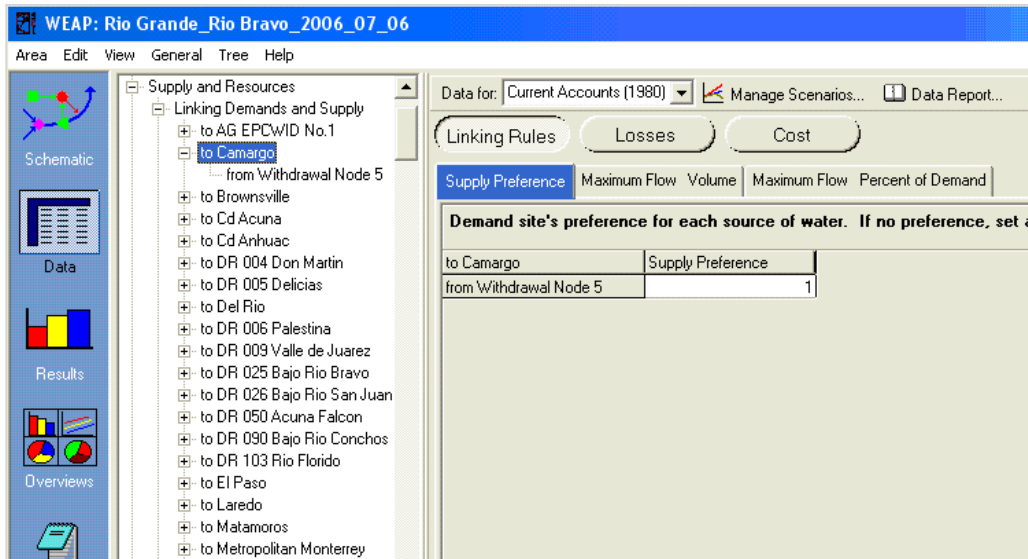 WEAP: Rio Grande_Rio Bravo_2006_07_06
Area Edit View General Tree Help
Schematic
Data
Results
Overviews
Supply and Resources
Linking Demands and Supply
to AG EPCWID No.1
to Camargo
from Withdrawal Node 5
to Brownsville
to Cd Acuna
to Cd Anhuac
to DR 004 Don Martin
to DR 005 Delicias
to Del Rio
to DR 006 Palestina
to DR 009 Valle de Juarez
to DR 025 Bajo Rio Bravo
to DR 026 Bajo Rio San Juan
to DR 050 Acuna Falcon
to DR 090 Bajo Rio Conchos
to DR 103 Rio Florido
to El Paso
to Laredo
to Matamoros
to Metropolitan Monterrey
Data for: Current Accounts (1980) Manage Scenarios... Data Report...
Linking Rules Losses Cost
Supply Preference Maximum Flow Volume Maximum Flow Percent of Demand
Demand site's preference for each source of water. If no preference, set a
to Camargo Supply Preference
from Withdrawal Node 5 1